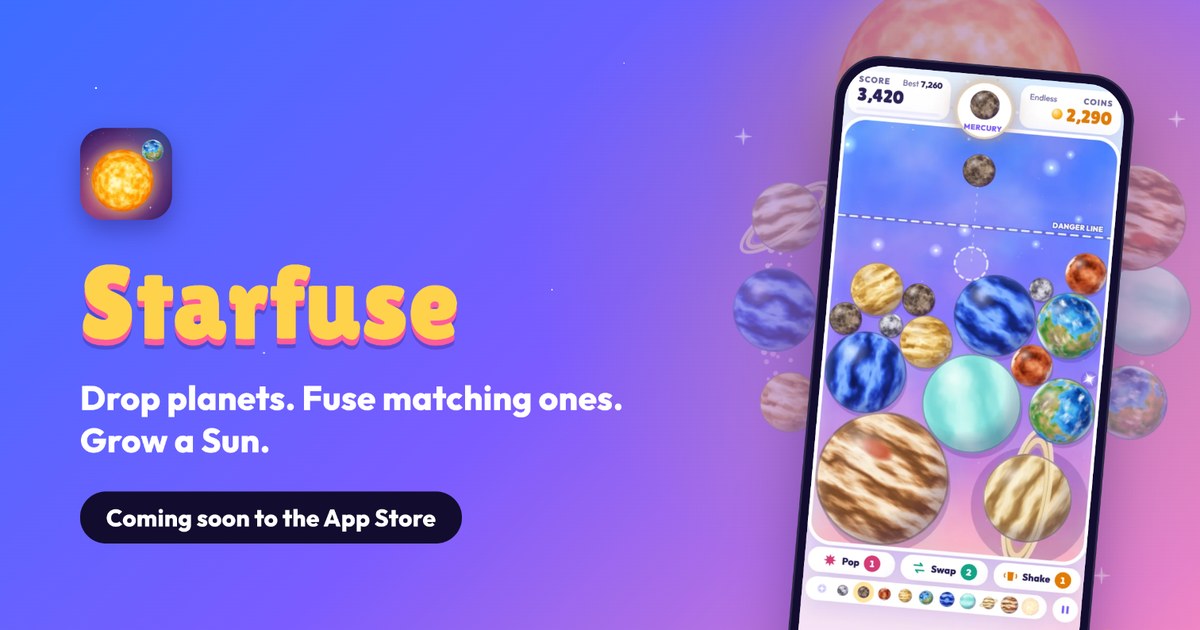 Starfuse
Drop planets. Fuse matching ones.
Grow a Sun.
Coming soon to the App Store
SCORE
3,420
Best 7,260
MERCURY
Endless
COINS
2,290
DANGER LINE
Pop 1
Swap 2
Shake 1